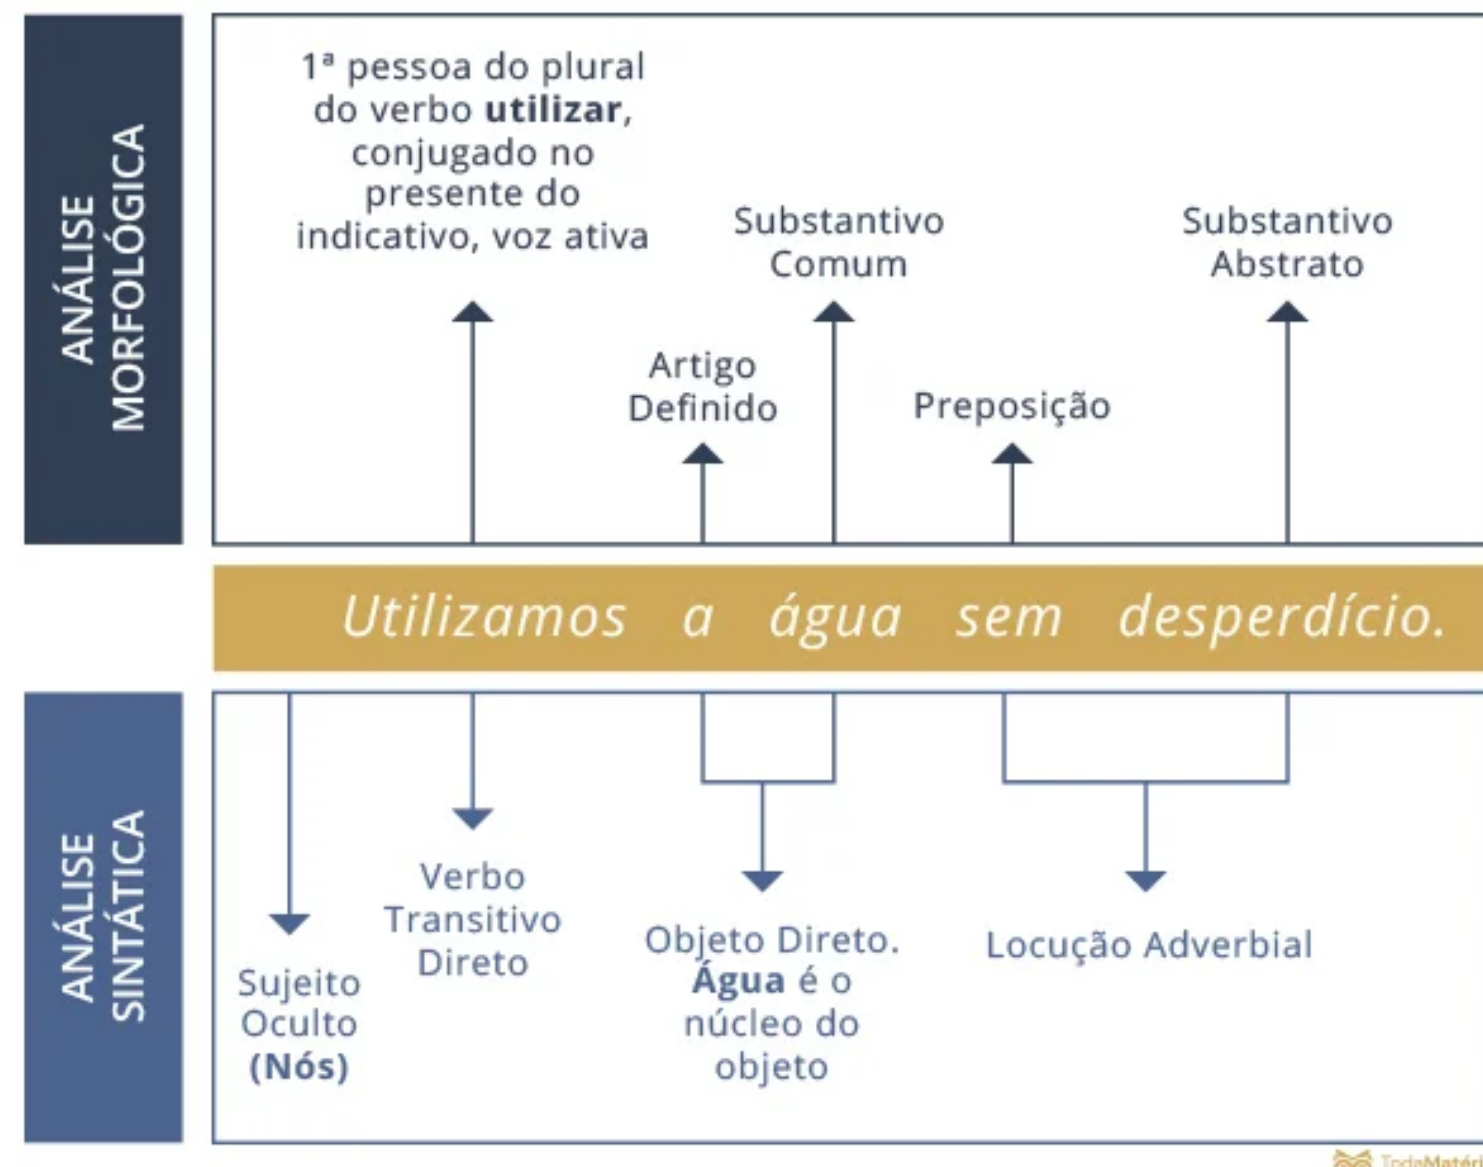 ANÁLISE
MORFOLÓGICA
1ª pessoa do plural
do verbo utilizar,
conjugado no
presente do
indicativo, voz ativa
Artigo
Definido
Substantivo
Comum
Preposição
Substantivo
Abstrato
Utilizamos a água sem desperdício.
ANÁLISE
SINTÁTICA
Sujeito
Oculto
(Nós)
Verbo
Transitivo
Direto
Objeto Direto.
Água é o
núcleo do
objeto
Locução Adverbial